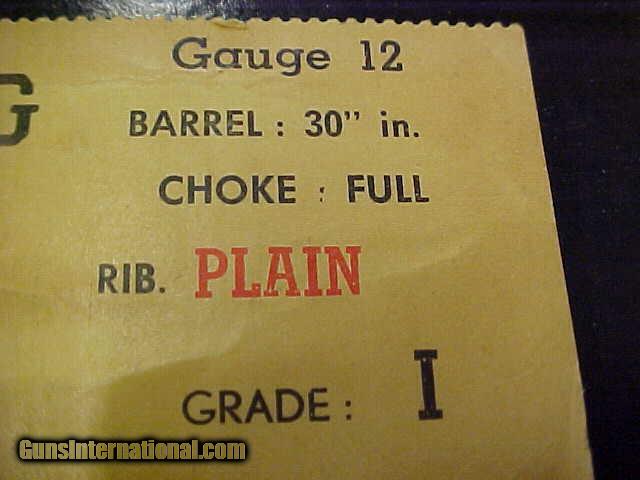 Gauge 12
G
BARREL : 30" in.
CHOKE : FULL
RIB. PLAIN
GRADE : I
GunsInternational.com